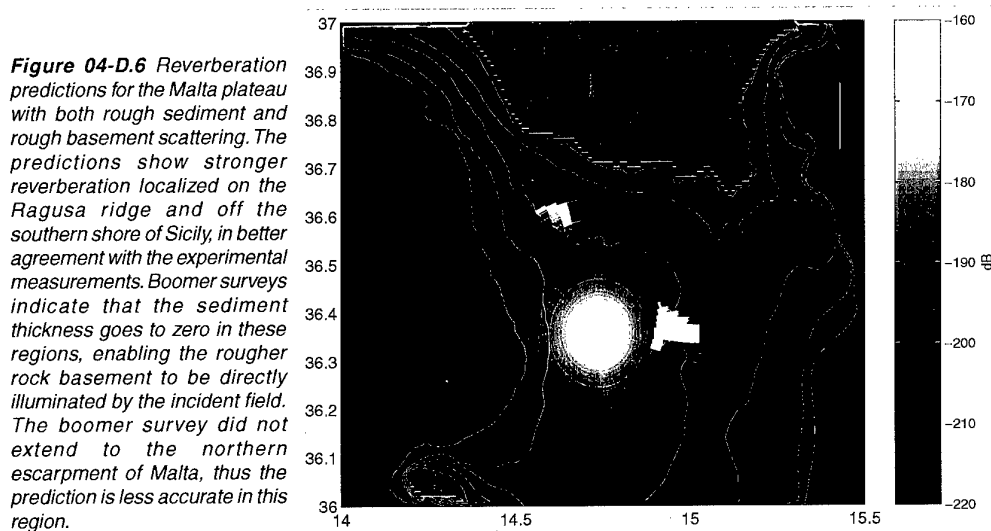 Figure 04-D.6 Reverberation
predictions for the Malta plateau
with both rough sediment and
rough basement scattering. The
predictions show stronger
reverberation localized on the
Ragusa ridge and off the
southern shore of Sicily, in better
agreement with the experimental
measurements. Boomer surveys
indicate that the sediment
thickness goes to zero in these
regions, enabling the rougher
rock basement to be directly
illuminated by the incident field.
The boomer survey did not
extend to the northern
escarpment of Malta, thus the
prediction is less accurate in this
region.
37
36.9
36.8
36.7
36.6
36.5
36.4
36.3
36.2
36.1
36
14
14.5
15
15.5
-160
-170
-180
-190
-200
-210
-220
dB